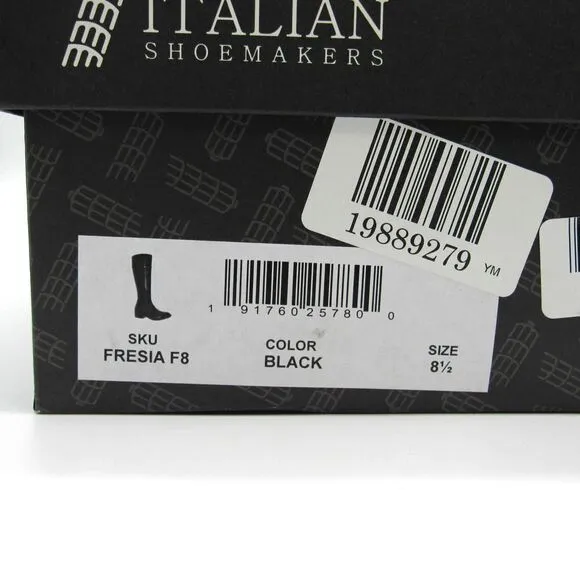 ITALIAN
SHOEMAKERS
19889279 YM
1 91760 25780 0
SKU
FRESIA F8
COLOR
BLACK
SIZE
8½